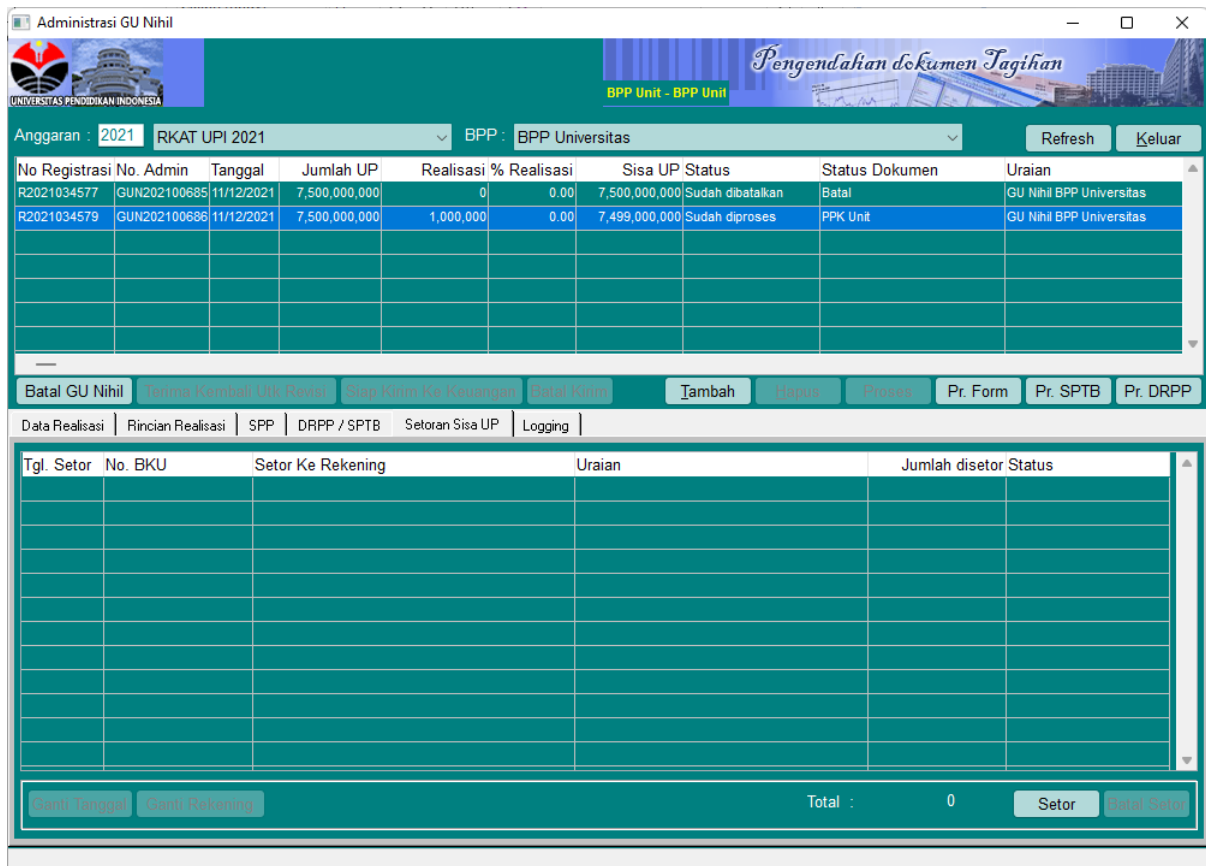 Administrasi GU Nihil
UNIVERSITAS PENDIDIKAN INDONESIA
Pengendalian dokumen Tagihan
BPP Unit - BPP Unit
Anggaran : 2021 RKAT UPI 2021 BPP : BPP Universitas Refresh Keluar
No Registrasi No. Admin Tanggal Jumlah UP Realisasi % Realisasi Sisa UP Status Status Dokumen Uraian
R2021034577 GUN202100685 11/12/2021 7,500,000,000 0 0.00 7,500,000,000 Sudah dibatalkan Batal GU Nihil BPP Universitas
R2021034579 GUN202100686 11/12/2021 7,500,000,000 1,000,000 0.00 7,499,000,000 Sudah diproses PPK Unit GU Nihil BPP Universitas
Batal GU Nihil Terima Kembali Utk Revisi Siap Kirim Ke Keuangan Batal Kirim Tambah Hapus Proses Pr. Form Pr. SPTB Pr. DRPP
Data Realisasi Rincian Realisasi SPP DRPP / SPTB Setoran Sisa UP Logging
Tgl. Setor No. BKU Setor Ke Rekening Uraian Jumlah disetor Status
Ganti Tanggal Ganti Rekening Total : 0 Setor Batal Setor